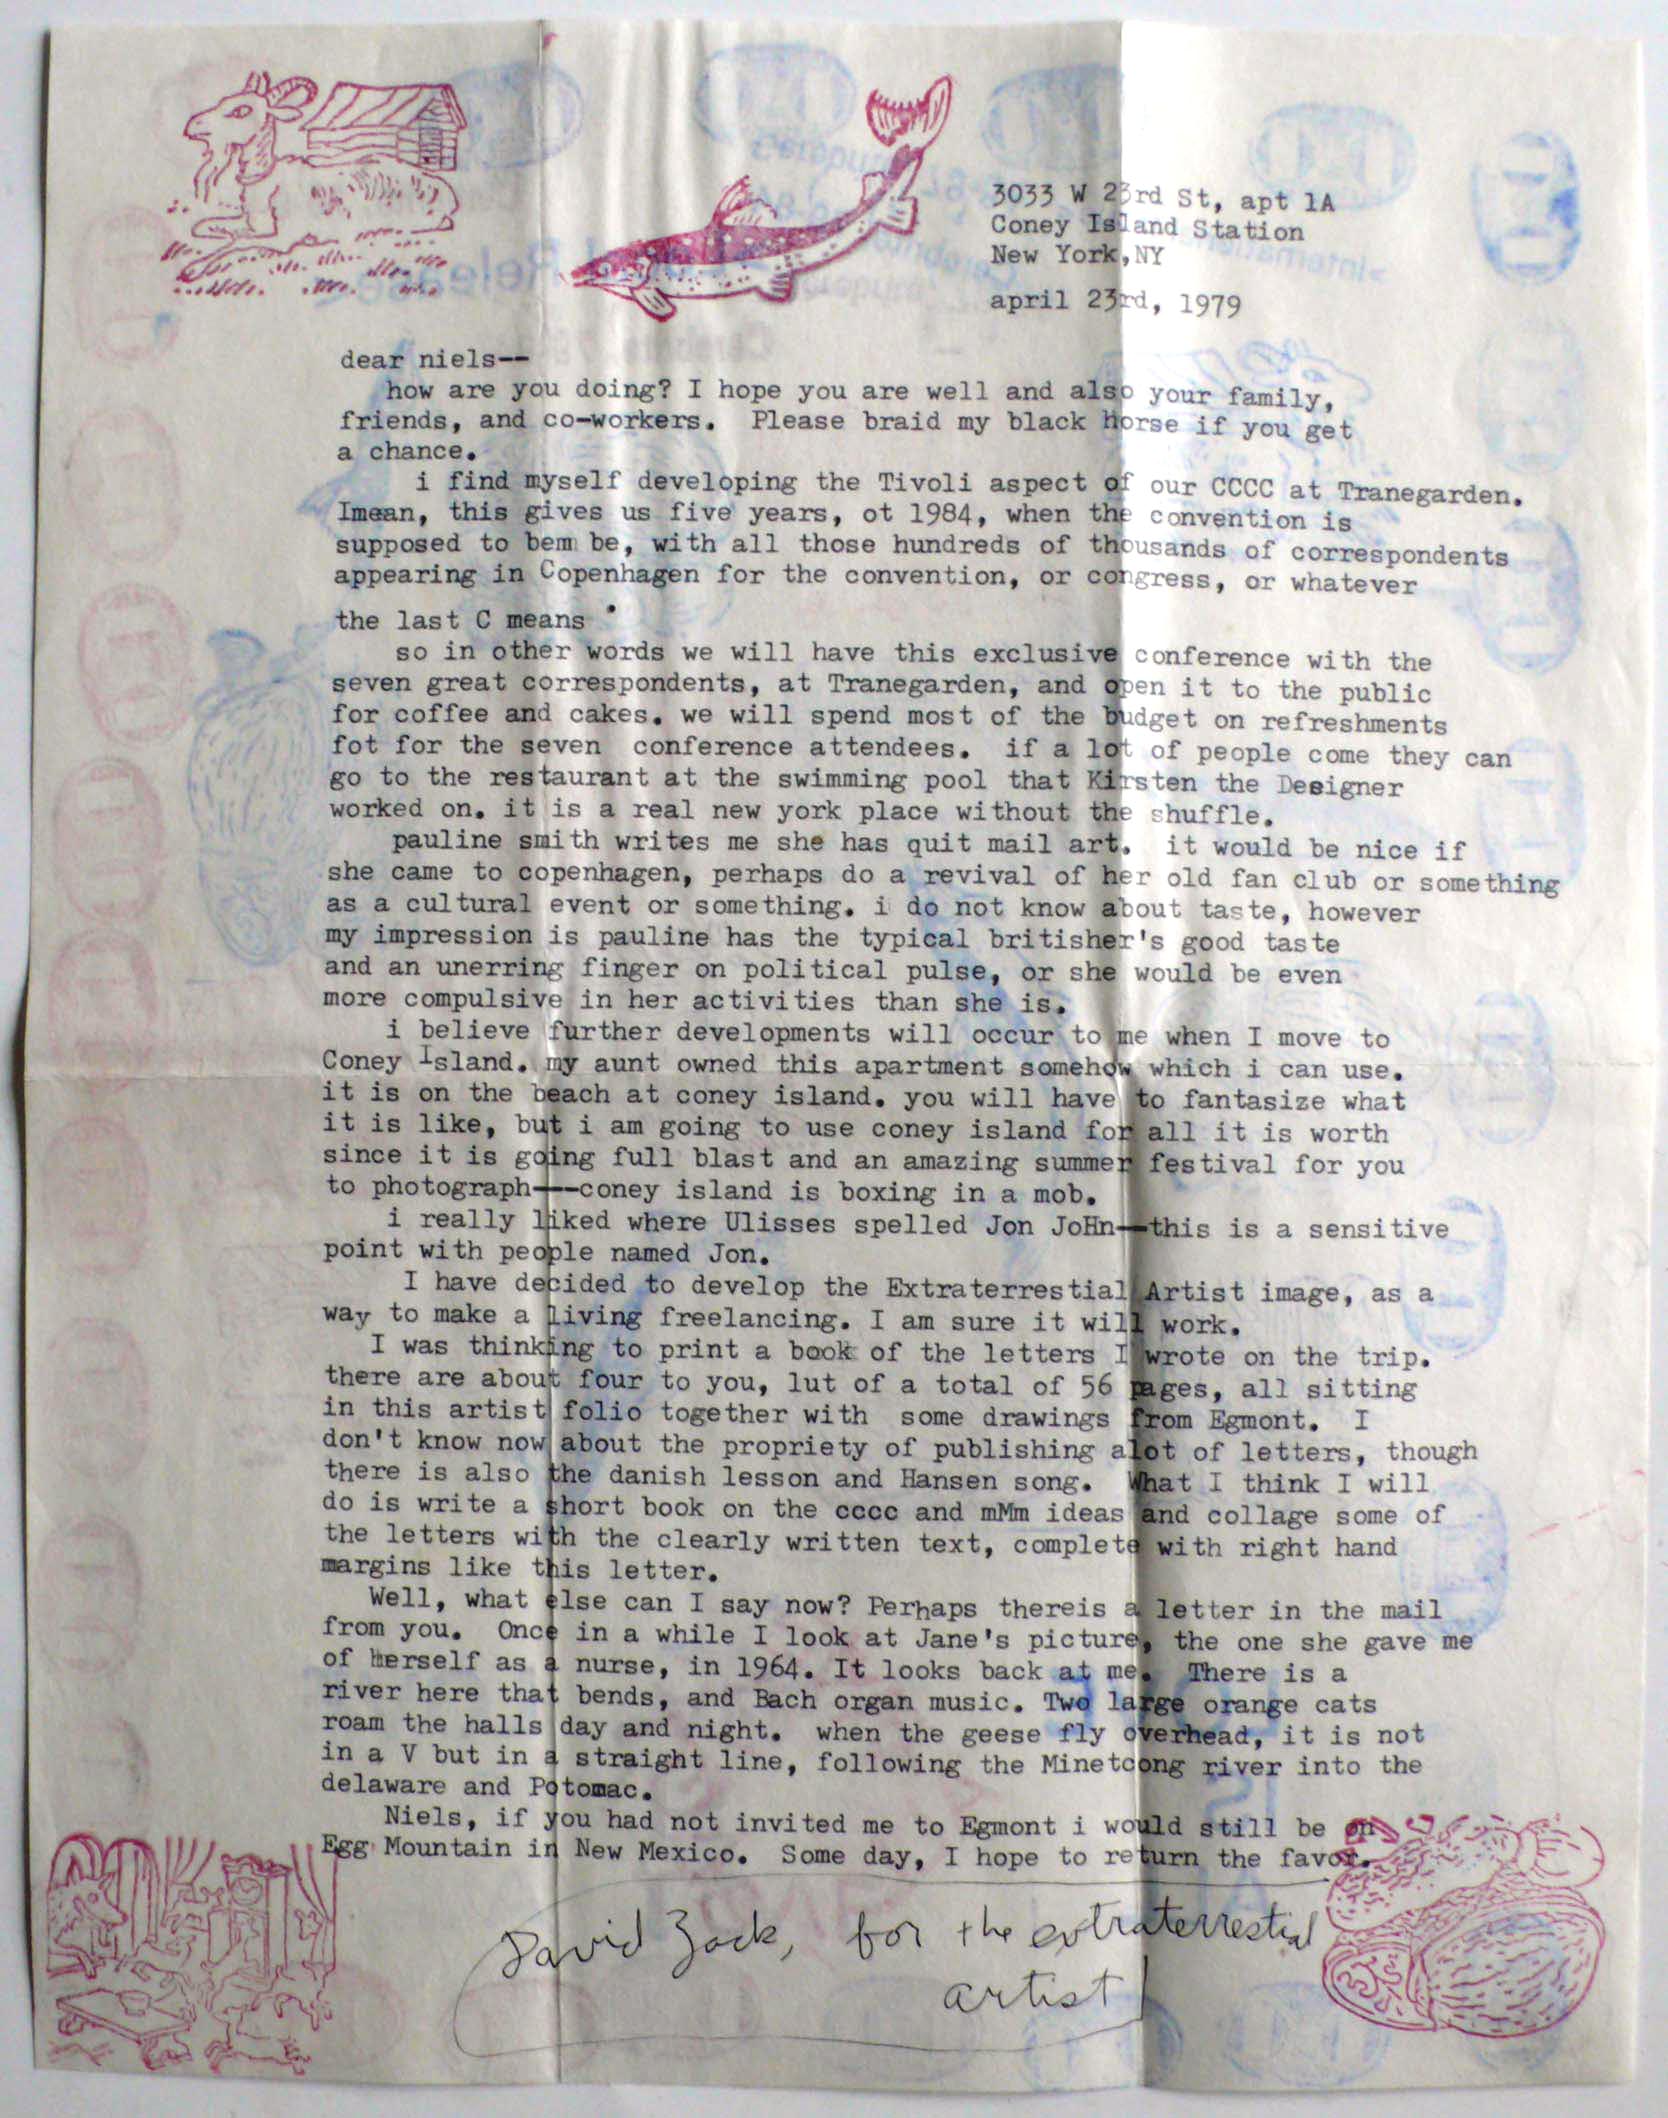 3033 W 23rd St, apt 1A
Coney Island Station
New York,NY
april 23rd, 1979
dear niels--
how are you doing? I hope you are well and also your family,
friends, and co-workers. Please braid my black horse if you get
a chance.
i find myself developing the Tivoli aspect of our CCCC at Tranegarden.
Imean, this gives us five years, ot 1984, when the convention is
supposed to bem be, with all those hundreds of thousands of correspondents
appearing in Copenhagen for the convention, or congress, or whatever
the last C means .
so in other words we will have this exclusive conference with the
seven great correspondents, at Tranegarden, and open it to the public
for coffee and cakes. we will spend most of the budget on refreshments
fot for the seven conference attendees. if a lot of people come they can
go to the restaurant at the swimming pool that Kirsten the Designer
worked on. it is a real new york place without the shuffle.
pauline smith writes me she has quit mail art. it would be nice if
she came to copenhagen, perhaps do a revival of her old fan club or something
as a cultural event or something. i do not know about taste, however
my impression is pauline has the typical britisher's good taste
and an unerring finger on political pulse, or she would be even
more compulsive in her activities than she is.
i believe further developments will occur to me when I move to
Coney Island. my aunt owned this apartment somehow which i can use.
it is on the beach at coney island. you will have to fantasize what
it is like, but i am going to use coney island for all it is worth
since it is going full blast and an amazing summer festival for you
to photograph---coney island is boxing in a mob.
i really liked where Ulisses spelled Jon JoHn--this is a sensitive
point with people named Jon.
I have decided to develop the Extraterrestial Artist image, as a
way to make a living freelancing. I am sure it will work.
I was thinking to print a book of the letters I wrote on the trip.
there are about four to you, lut of a total of 56 pages, all sitting
in this artist folio together with some drawings from Egmont. I
don't know now about the propriety of publishing alot of letters, though
there is also the danish lesson and Hansen song. What I think I will
do is write a short book on the cccc and mMm ideas and collage some of
the letters with the clearly written text, complete with right hand
margins like this letter.
Well, what else can I say now? Perhaps thereis a letter in the mail
from you. Once in a while I look at Jane's picture, the one she gave me
of herself as a nurse, in 1964. It looks back at me. There is a
river here that bends, and Bach organ music. Two large orange cats
roam the halls day and night. when the geese fly overhead, it is not
in a V but in a straight line, following the Minetcong river into the
delaware and Potomac.
Niels, if you had not invited me to Egmont i would still be on
Egg Mountain in New Mexico. Some day, I hope to return the favor.
David Zack, for the extraterrestial
artist